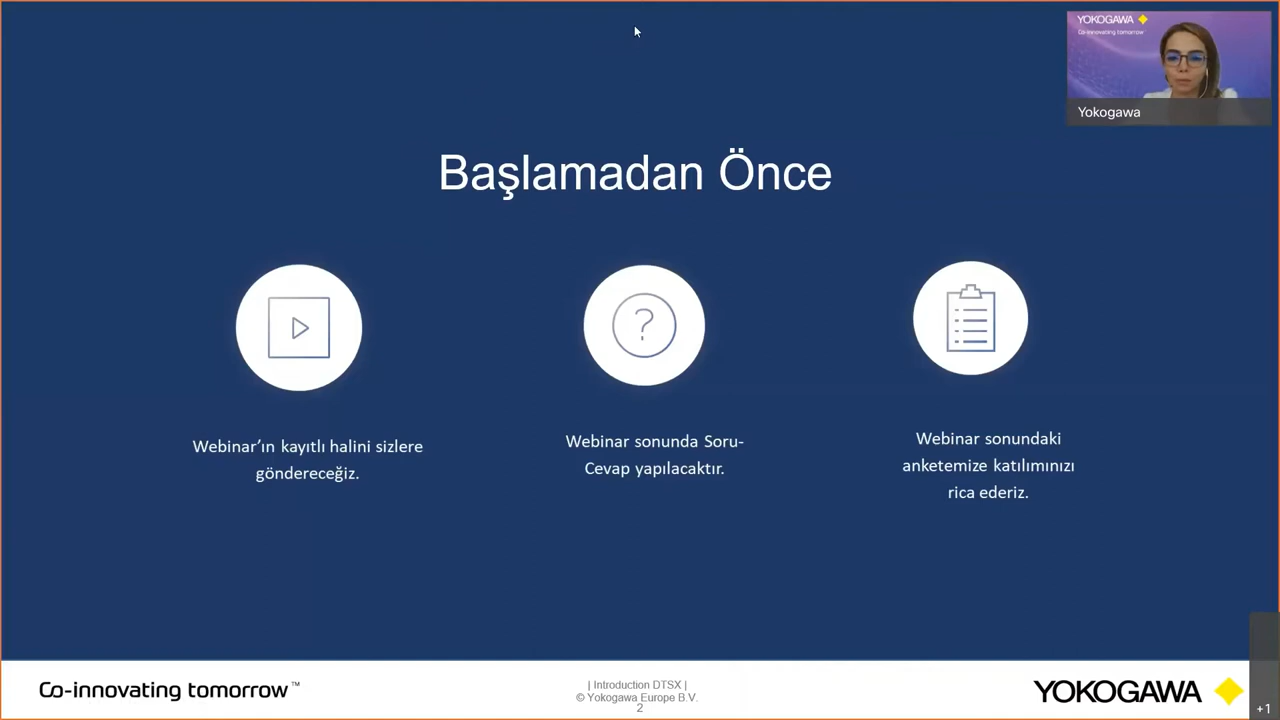 YOKOGAWA
Co-innovating tomorrow
Yokogawa
Başlamadan Önce
?
Webinar’ın kayıtlı halini sizlere
göndereceğiz.
Webinar sonunda Soru-
Cevap yapılacaktır.
Webinar sonundaki
anketemize katılımınızı
rica ederiz.
Co-innovating tomorrow™
| Introduction DTSX |
© Yokogawa Europe B.V.
2
YOKOGAWA
+1